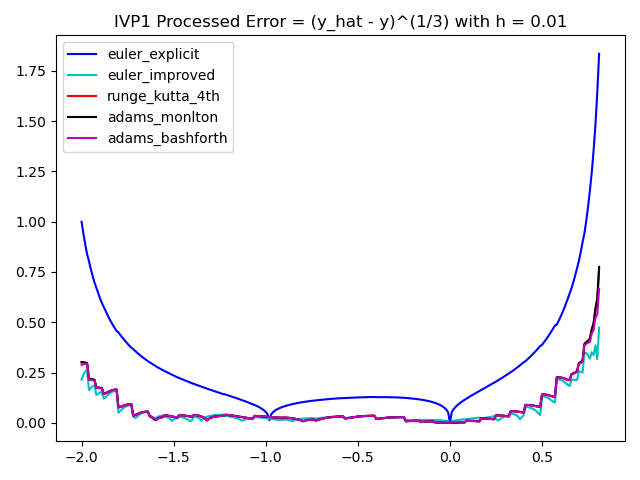 IVP1 Processed Error = (y_hat - y)^(1/3) with h = 0.01
euler_explicit
euler_improved
runge_kutta_4th
adams_monlton
adams_bashforth
1.75
1.50
1.25
1.00
0.75
0.50
0.25
0.00
−2.0 −1.5 −1.0 −0.5 0.0 0.5